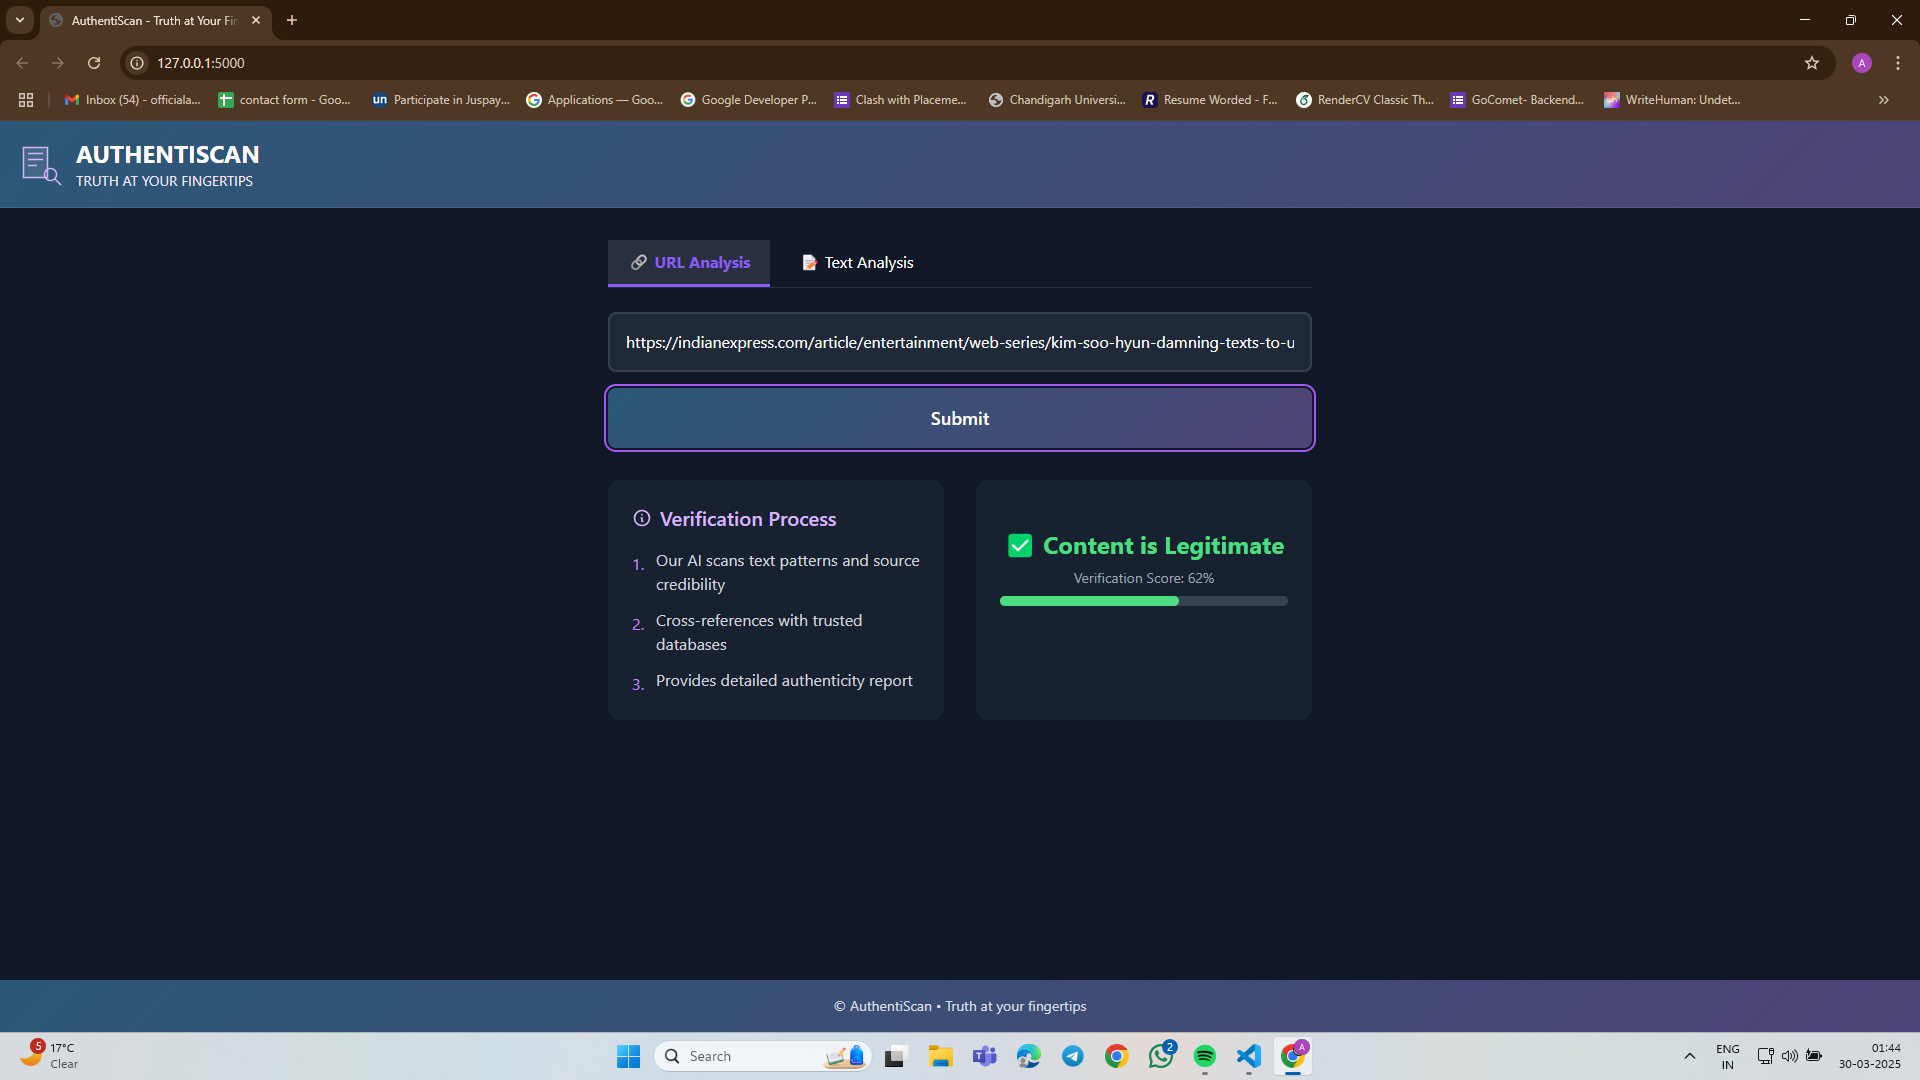 AuthentiScan - Truth at Your Fin
127.0.0.1:5000
A
Inbox (54) - officiala...
contact form - Goo...
un Participate in Juspay...
Applications — Goo...
Google Developer P...
Clash with Placeme...
Chandigarh Universi...
R Resume Worded - F...
RenderCV Classic Th...
GoComet- Backend...
WriteHuman: Undet...
AUTHENTISCAN
TRUTH AT YOUR FINGERTIPS
URL Analysis
Text Analysis
https://indianexpress.com/article/entertainment/web-series/kim-soo-hyun-damning-texts-to-u
Submit
Verification Process
1. Our AI scans text patterns and source
credibility
2. Cross-references with trusted
databases
3. Provides detailed authenticity report
Content is Legitimate
Verification Score: 62%
© AuthentiScan • Truth at your fingertips
5
17°C
Clear
Search
2
A
ENG
IN
01:44
30-03-2025